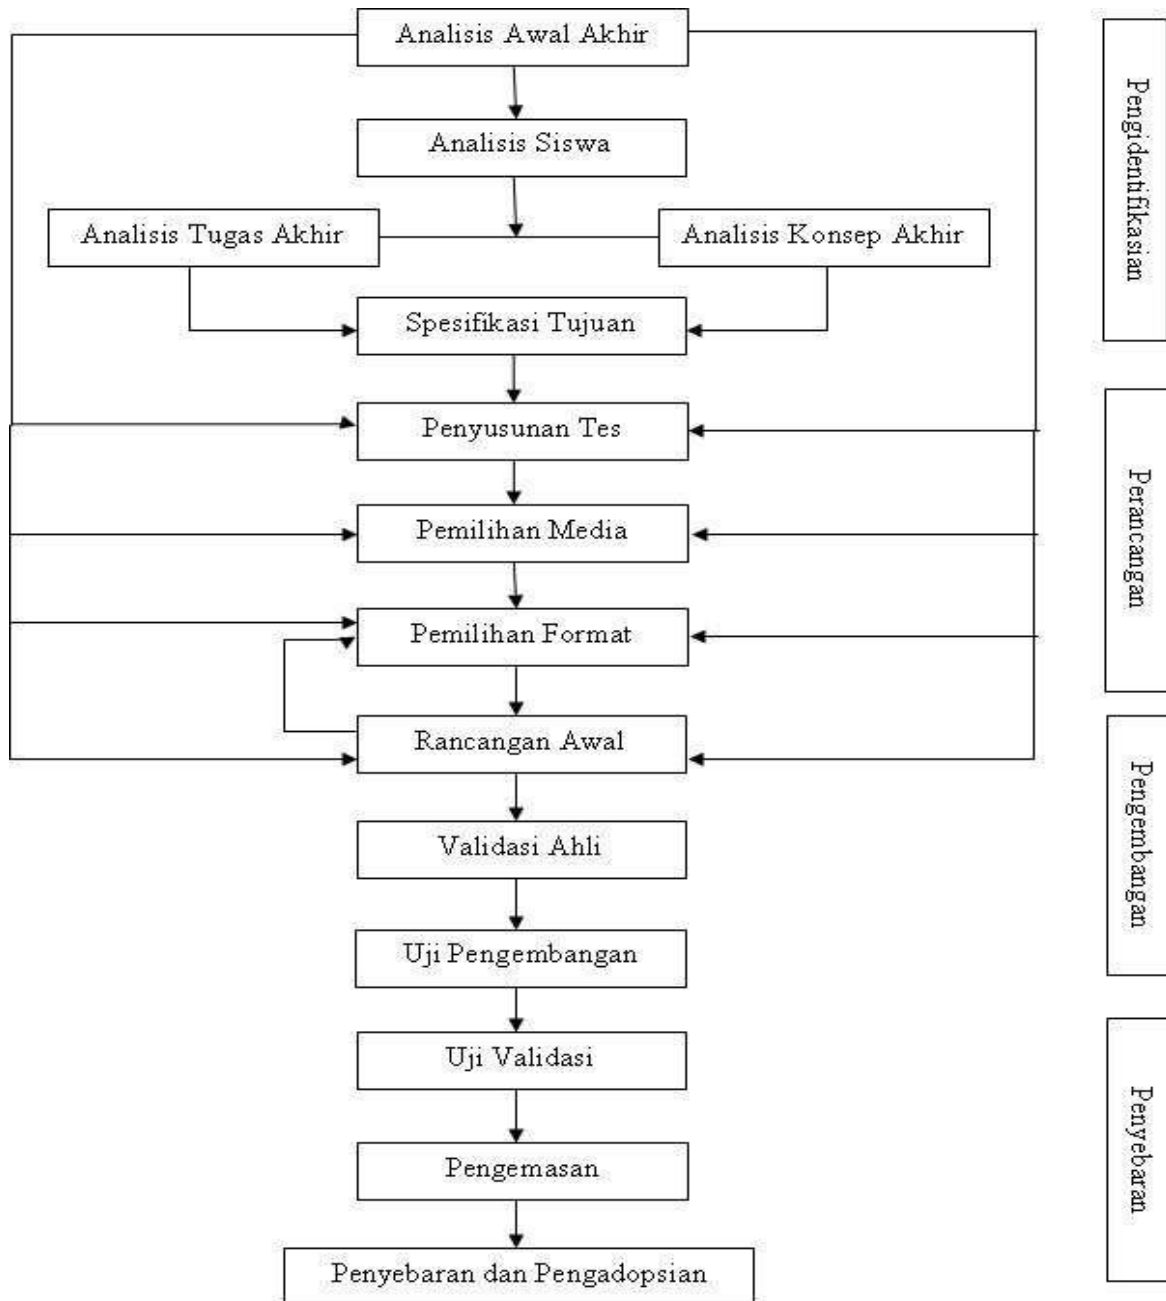 Analisis Awal Akhir
Analisis Siswa
Analisis Tugas Akhir
Analisis Konsep Akhir
Spesifikasi Tujuan
Penyusunan Tes
Pemilihan Media
Pemilihan Format
Rancangan Awal
Validasi Ahli
Uji Pengembangan
Uji Validasi
Pengemasan
Penyebaran dan Pengadopsian
Pengidentifikasian
Perancangan
Pengembangan
Penyebaran